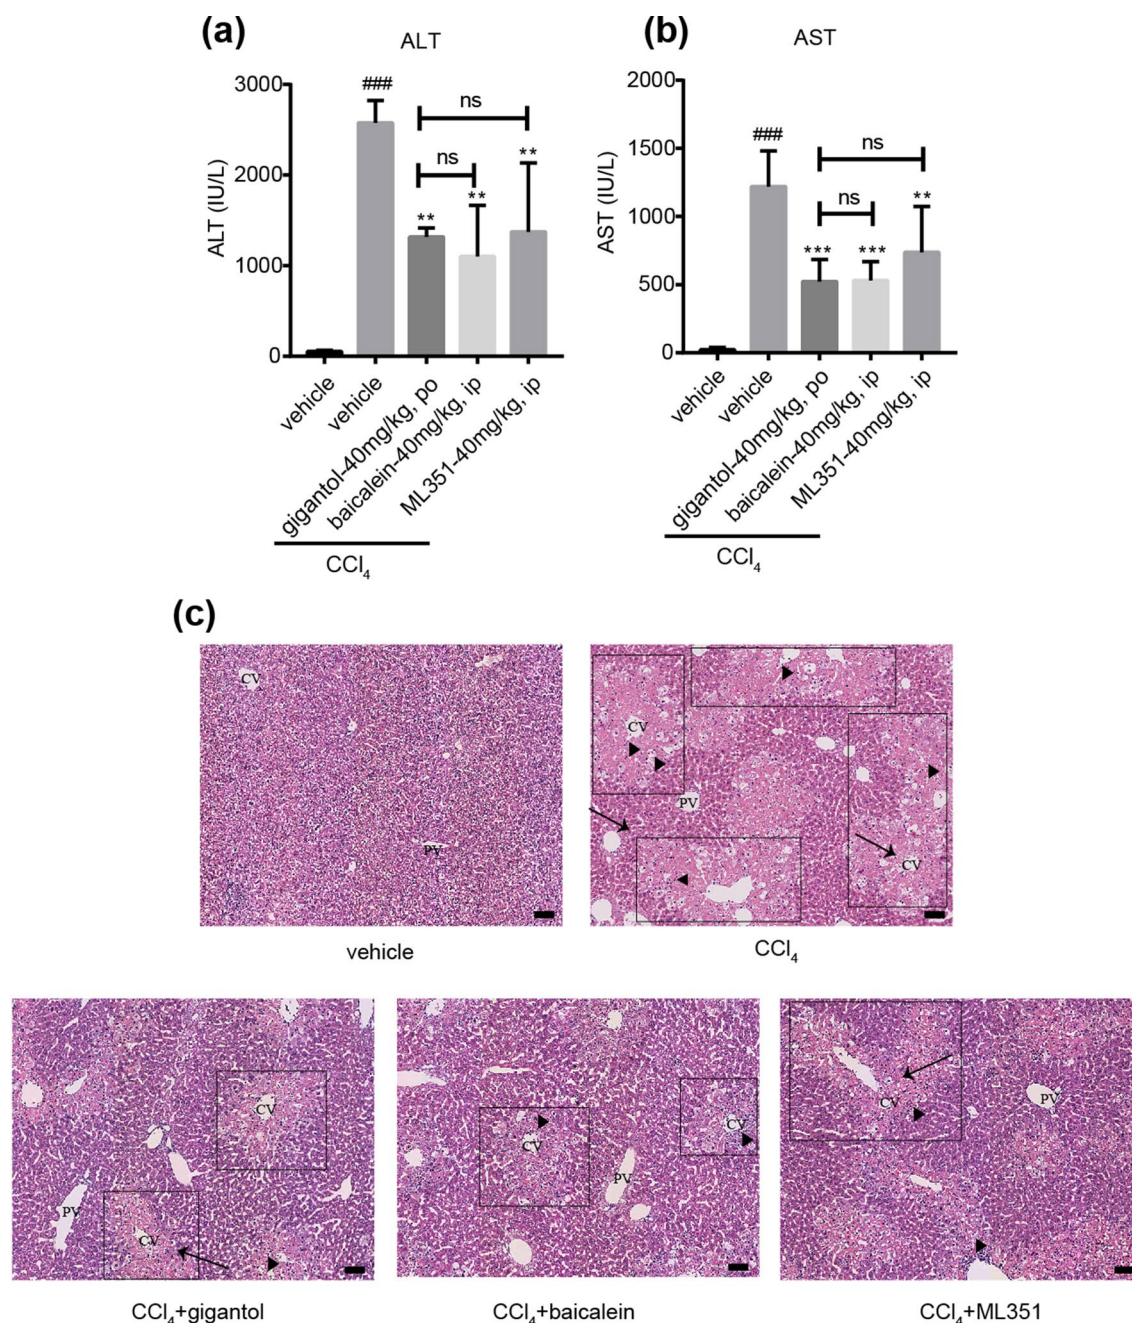 (a)
ALT
ALT (IU/L)
3000
2000
1000
0
###
**
**
**
ns
ns
vehicle
vehicle
gigantol-40mg/kg, po
baicalein-40mg/kg, ip
ML351-40mg/kg, ip
CCl4
(b)
AST
AST (IU/L)
2000
1500
1000
500
0
###
***
***
**
ns
ns
vehicle
vehicle
gigantol-40mg/kg, po
baicalein-40mg/kg, ip
ML351-40mg/kg, ip
CCl4
(c)
CV
PV
vehicle
CV
PV
CV
CCl4
CV
PV
CV
CCl4+gigantol
CV
CV
PV
CCl4+baicalein
CV
PV
CCl4+ML351